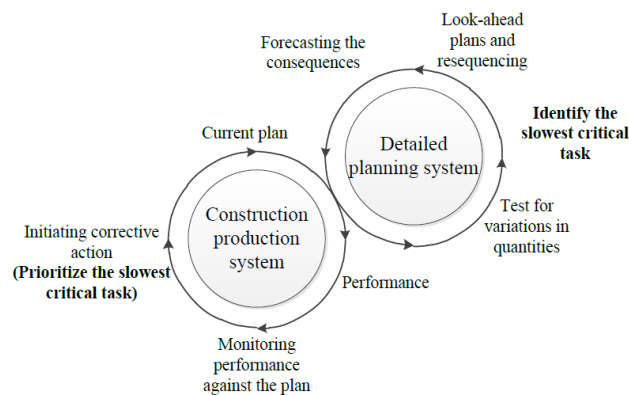 Look-ahead
plans and
resequencing
Forecasting the
consequences
Identify the
slowest critical
task
Detailed
planning system
Current plan
Test for
variations in
quantities
Construction
production
system
Initiating corrective
action
(Prioritize the slowest
critical task)
Performance
Monitoring
performance
against the plan